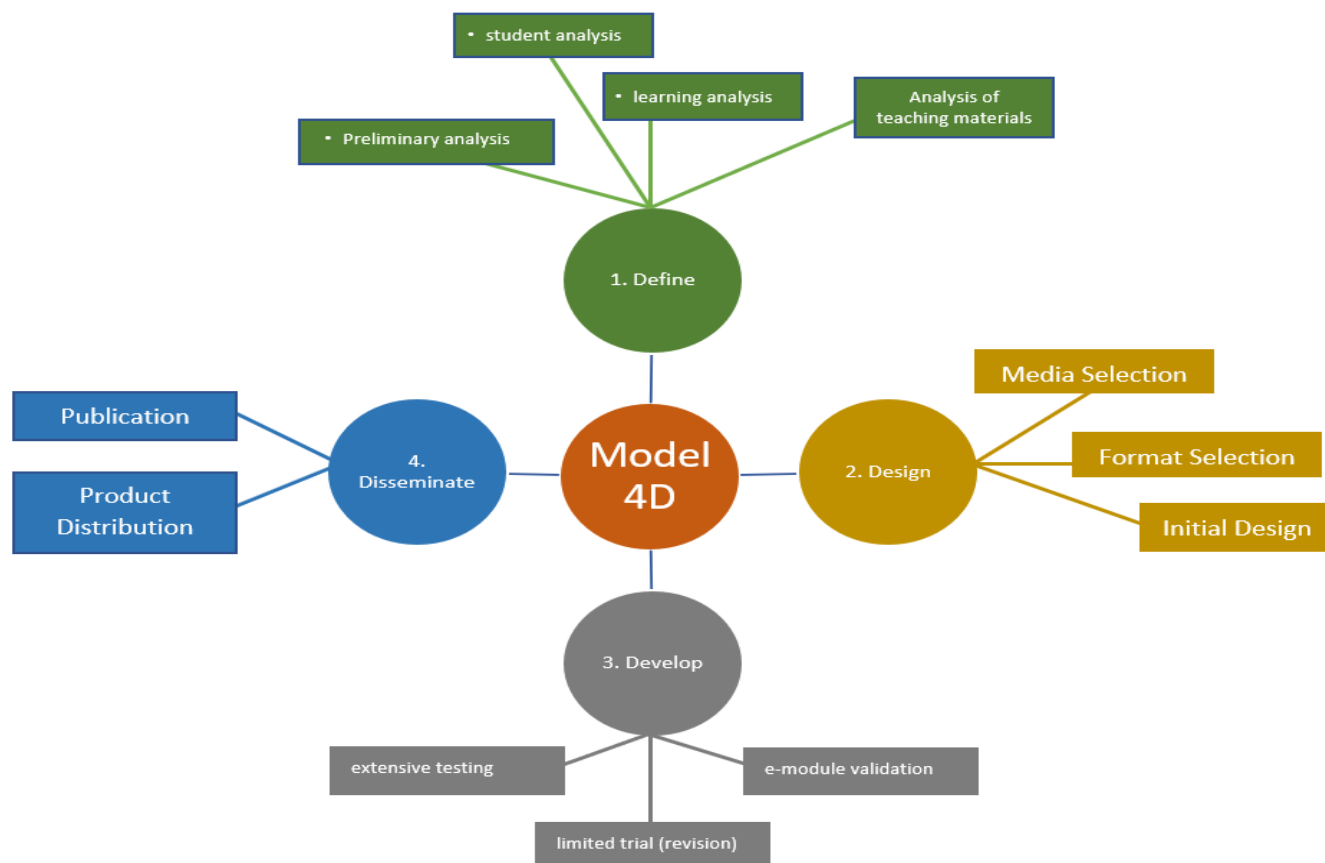 • student analysis
• learning analysis
Analysis of
teaching materials
• Preliminary analysis
1. Define
Media Selection
Format Selection
Initial Design
2. Design
Model
4D
4.
Disseminate
Publication
Product
Distribution
3. Develop
extensive testing
e-module validation
limited trial (revision)